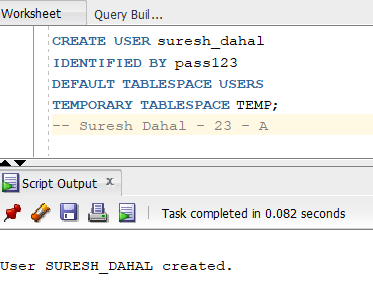 Worksheet Query Buil...
CREATE USER suresh_dahal
IDENTIFIED BY pass123
DEFAULT TABLESPACE USERS
TEMPORARY TABLESPACE TEMP;
-- Suresh Dahal - 23 - A
Script Output x
Task completed in 0.082 seconds
User SURESH_DAHAL created.